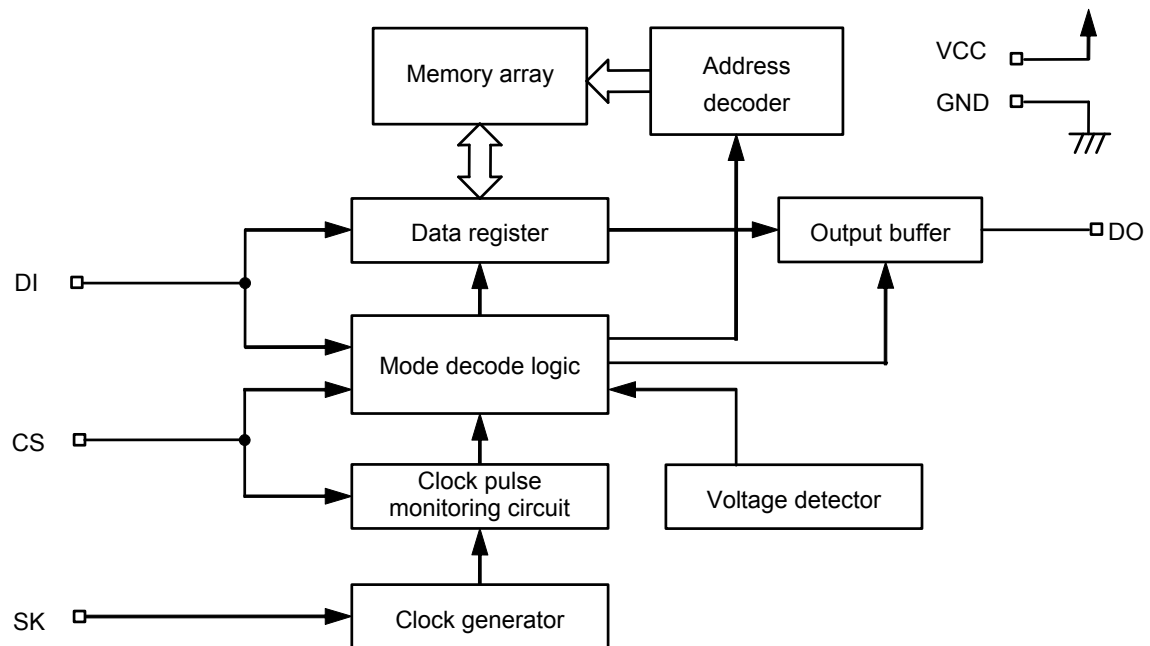 VCC
GND
Memory array
Address
decoder
Data register
Output buffer
DO
DI
Mode decode logic
CS
Clock pulse
monitoring circuit
Voltage detector
SK
Clock generator